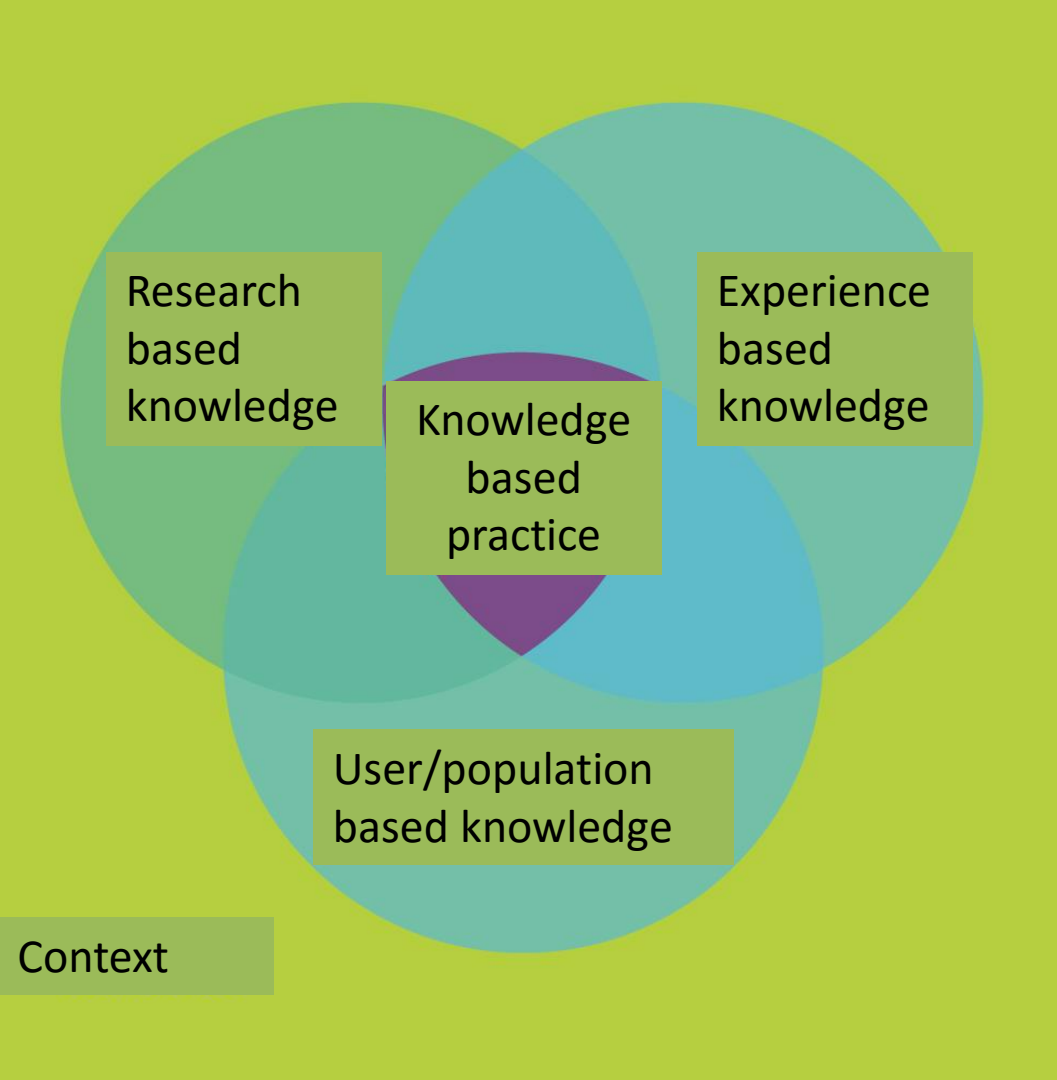 Research
based
knowledge
Experience
based
knowledge
Knowledge
based
practice
User/population
based knowledge
Context